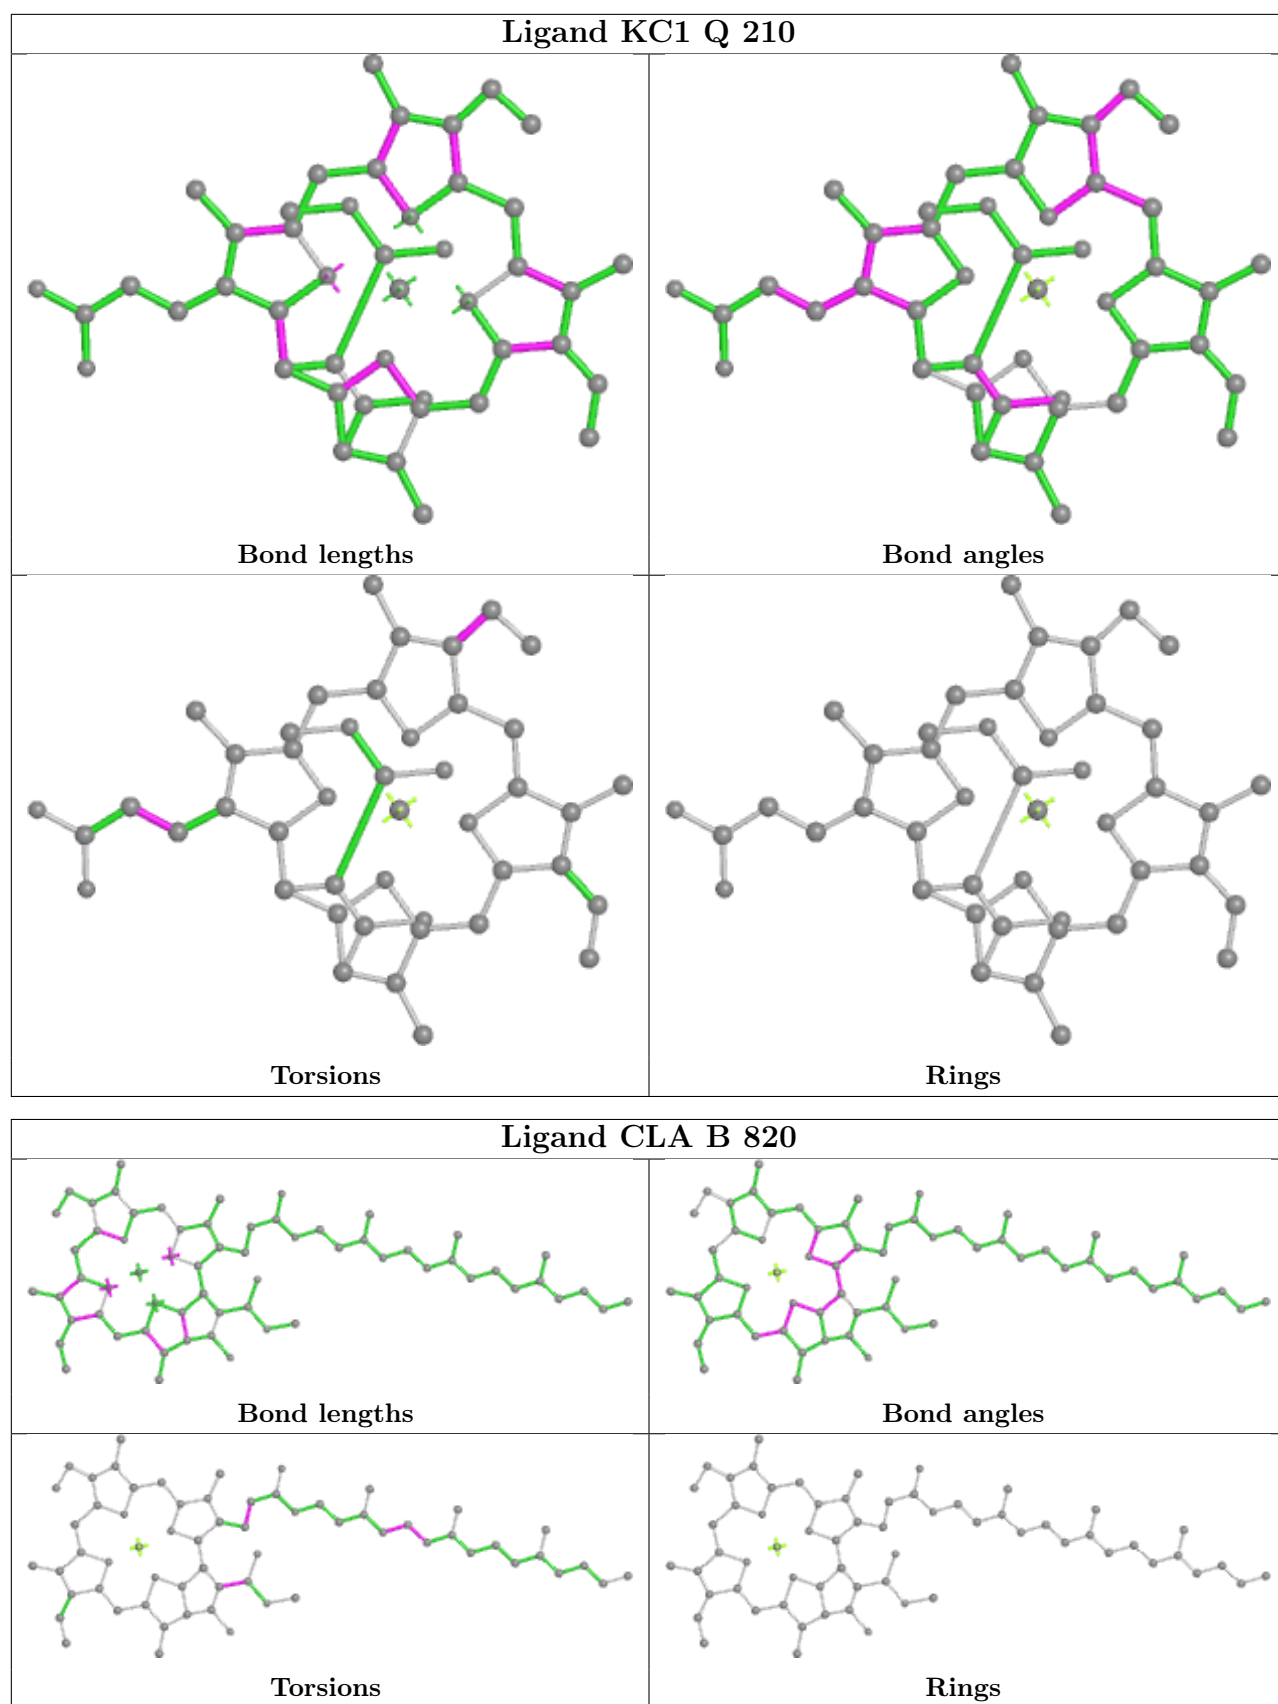 Ligand KC1 Q 210
Bond lengths
Bond angles
Torsions
Rings
Ligand CLA B 820
Bond lengths
Bond angles
Torsions
Rings